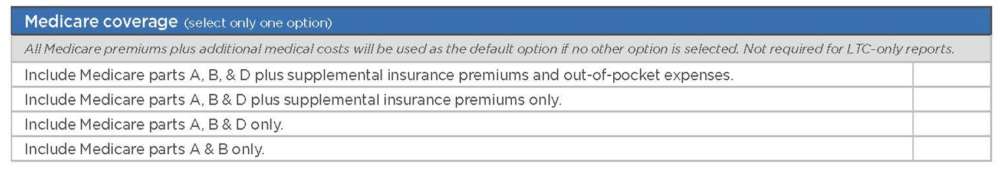 Medicare coverage (select only one option)
All Medicare premiums plus additional medical costs will be used as the default option if no other option is selected. Not required for LTC-only reports.
Include Medicare parts A, B, & D plus supplemental insurance premiums and out-of-pocket expenses.
Include Medicare parts A, B & D plus supplemental insurance premiums only.
Include Medicare parts A, B & D only.
Include Medicare parts A & B only.